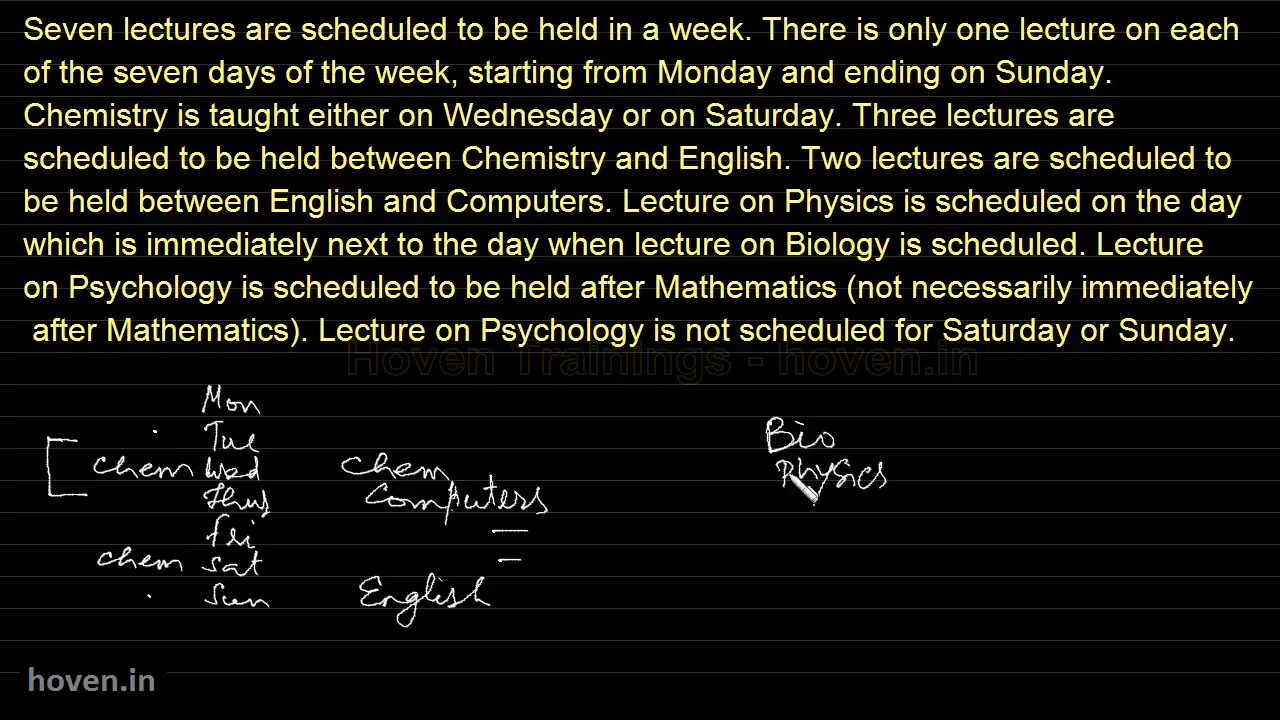 Seven lectures are scheduled to be held in a week. There is only one lecture on each
of the seven days of the week, starting from Monday and ending on Sunday.
Chemistry is taught either on Wednesday or on Saturday. Three lectures are
scheduled to be held between Chemistry and English. Two lectures are scheduled to
be held between English and Computers. Lecture on Physics is scheduled on the day
which is immediately next to the day when lecture on Biology is scheduled. Lecture
on Psychology is scheduled to be held after Mathematics (not necessarily immediately
after Mathematics). Lecture on Psychology is not scheduled for Saturday or Sunday.
Hoven Trainings - hoven.in
Mon
Tue Bio
chem Wed chem Physics
Thus Computers
fri
chem sat
sun English
hoven.in